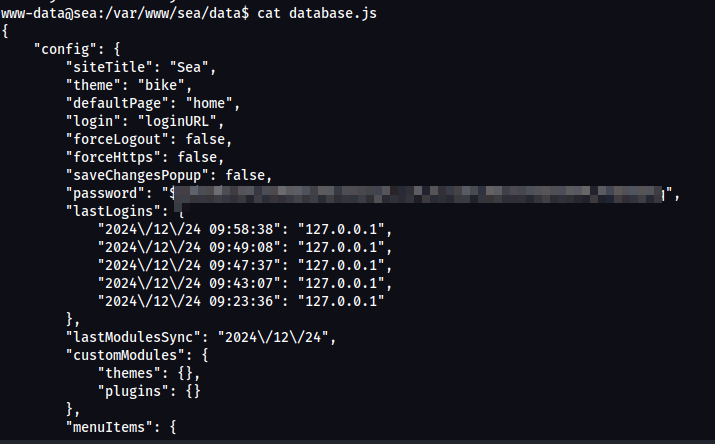 www-data@sea:/var/www/sea/data$ cat database.js
{
    "config": {
        "siteTitle": "Sea",
        "theme": "bike",
        "defaultPage": "home",
        "login": "loginURL",
        "forceLogout": false,
        "forceHttps": false,
        "saveChangesPopup": false,
        "password": "$ ",
        "lastLogins": {
            "2024\/12\/24 09:58:38": "127.0.0.1",
            "2024\/12\/24 09:49:08": "127.0.0.1",
            "2024\/12\/24 09:47:37": "127.0.0.1",
            "2024\/12\/24 09:43:07": "127.0.0.1",
            "2024\/12\/24 09:23:36": "127.0.0.1"
        },
        "lastModulesSync": "2024\/12\/24",
        "customModules": {
            "themes": {},
            "plugins": {}
        },
        "menuItems": {